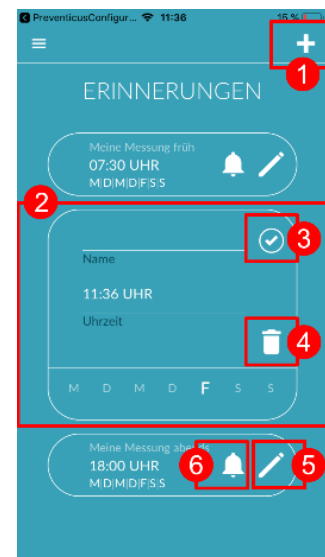 PreventicusConfigur... 11:36 15 %
1
ERINNERUNGEN
Meine Messung früh
07:30 UHR
M|D|M|D|F|S|S
2
3
Name
11:36 UHR
Uhrzeit
4
M D M D F S S
Meine Messung abends
18:00 UHR
6
5
M|D|M|D|F|S|S